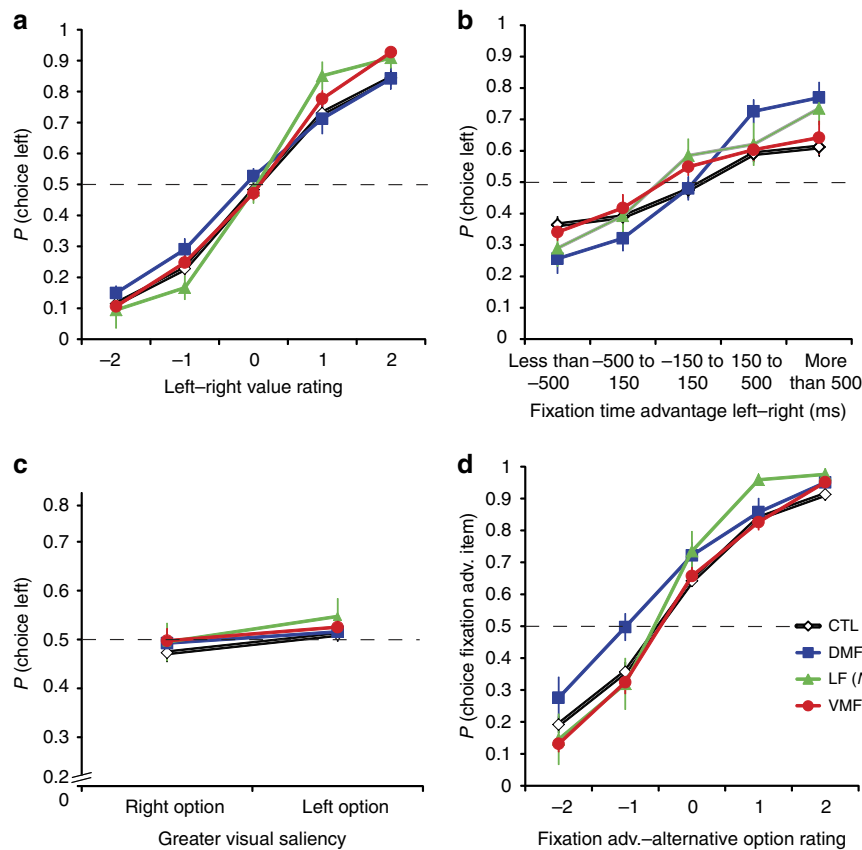 a
1
0.9
0.8
0.7
0.6
0.5
0.4
0.3
0.2
0.1
0
P (choice left)
−2 −1 0 1 2
Left–right value rating
b
1
0.9
0.8
0.7
0.6
0.5
0.4
0.3
0.2
0.1
0
P (choice left)
Less than −500 to −150 to 150 to More
−500 150 150 500 than 500
Fixation time advantage left–right (ms)
c
0.8
0.7
0.6
0.5
0.4
0.3
0.2
0
P (choice left)
Right option Left option
Greater visual saliency
d
1
0.9
0.8
0.7
0.6
0.5
0.4
0.3
0.2
0.1
0
P (choice fixation adv. item)
CTL
DMF
LF (
VMF
−2 −1 0 1 2
Fixation adv.–alternative option rating